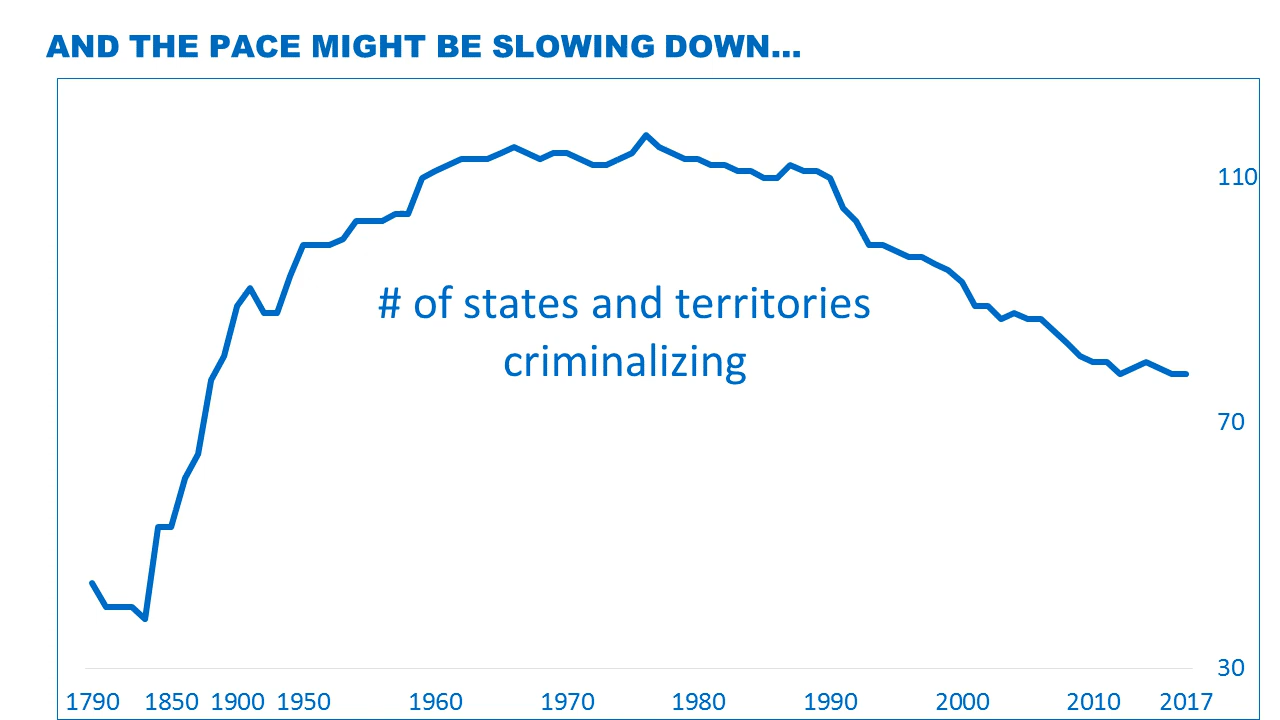 AND THE PACE MIGHT BE SLOWING DOWN...
110
# of states and territories
criminalizing
70
30
1790 1850 1900 1950 1960 1970 1980 1990 2000 2010 2017